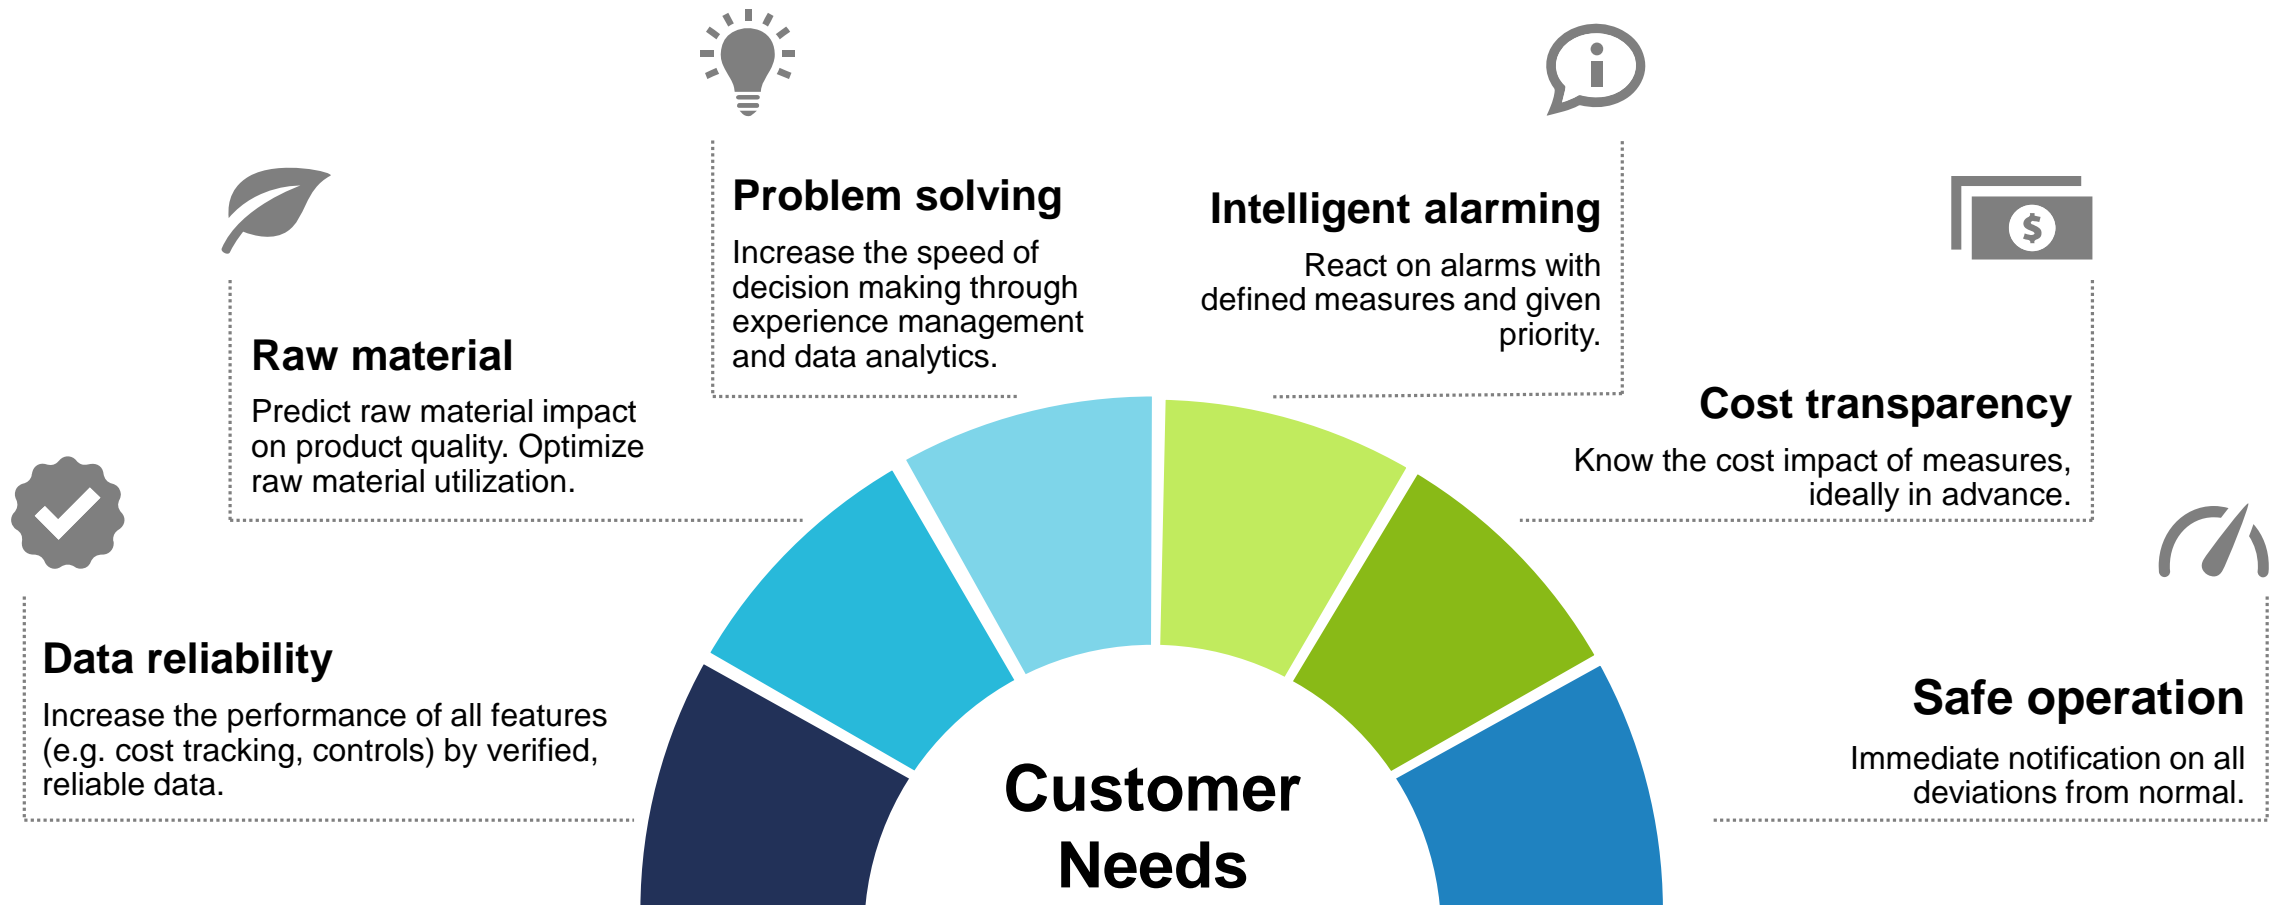 Problem solving
Increase the speed of
decision making through
experience management
and data analytics.
Intelligent alarming
React on alarms with
defined measures and given
priority.
Raw material
Predict raw material impact
on product quality. Optimize
raw material utilization.
$
Cost transparency
Know the cost impact of measures,
ideally in advance.
Data reliability
Increase the performance of all features
(e.g. cost tracking, controls) by verified,
reliable data.
Safe operation
Immediate notification on all
deviations from normal.
Customer
Needs